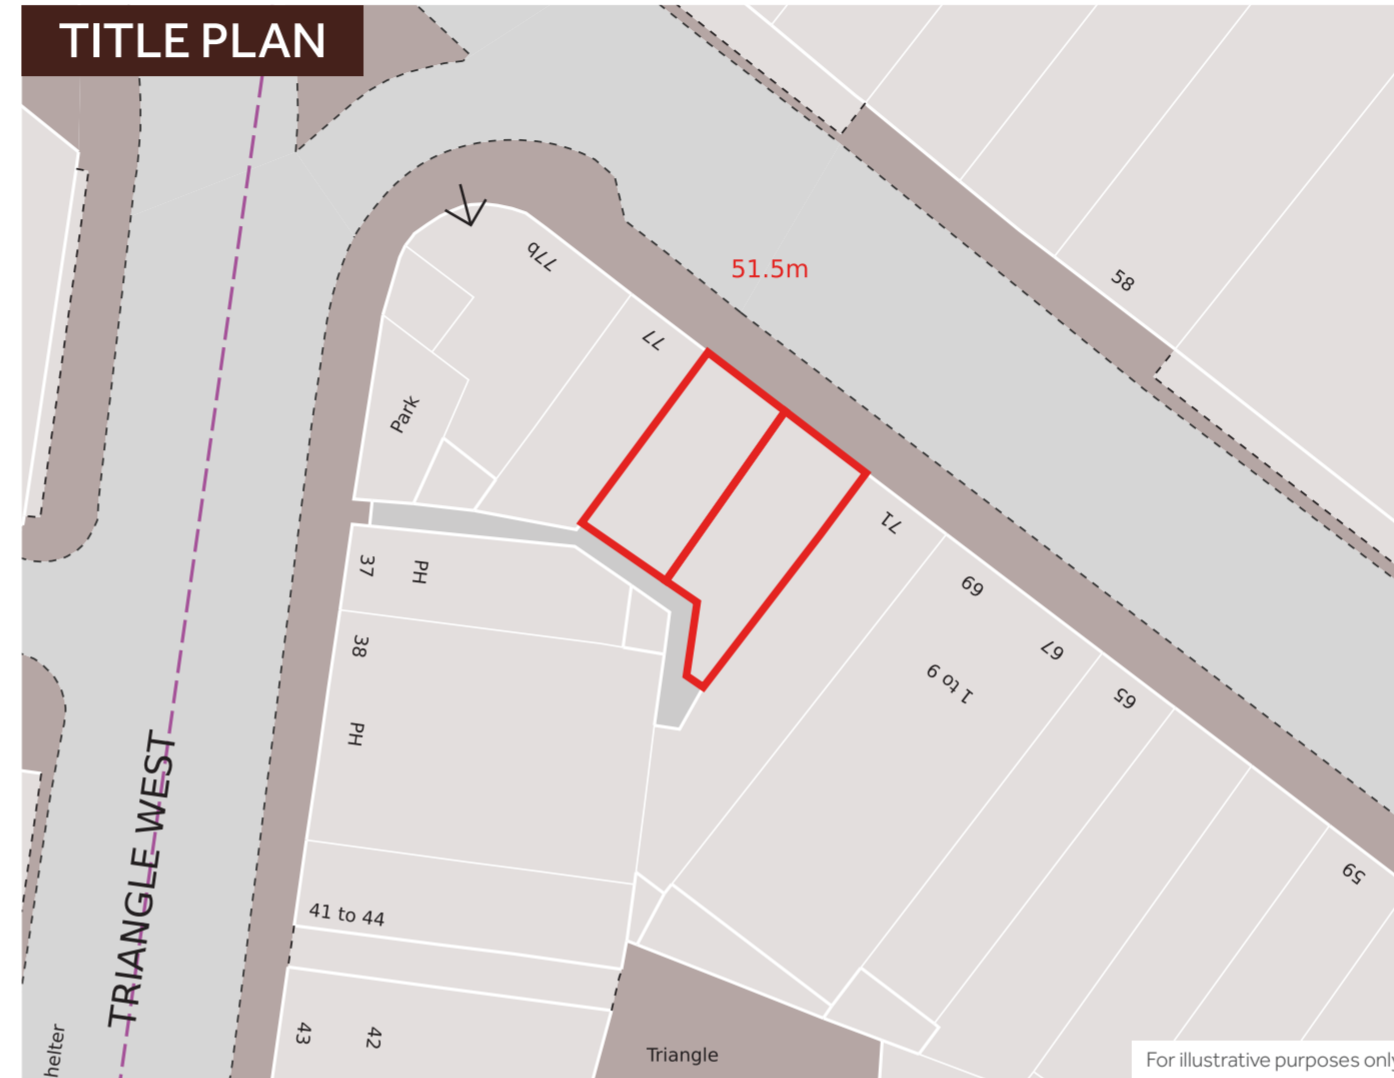 TITLE PLAN
77b
51.5m
58
77
Park
71
69
67
65
1 to 9
37
PH
38
PH
59
TRIANGLE WEST
41 to 44
43
42
helter
Triangle
For illustrative purposes only